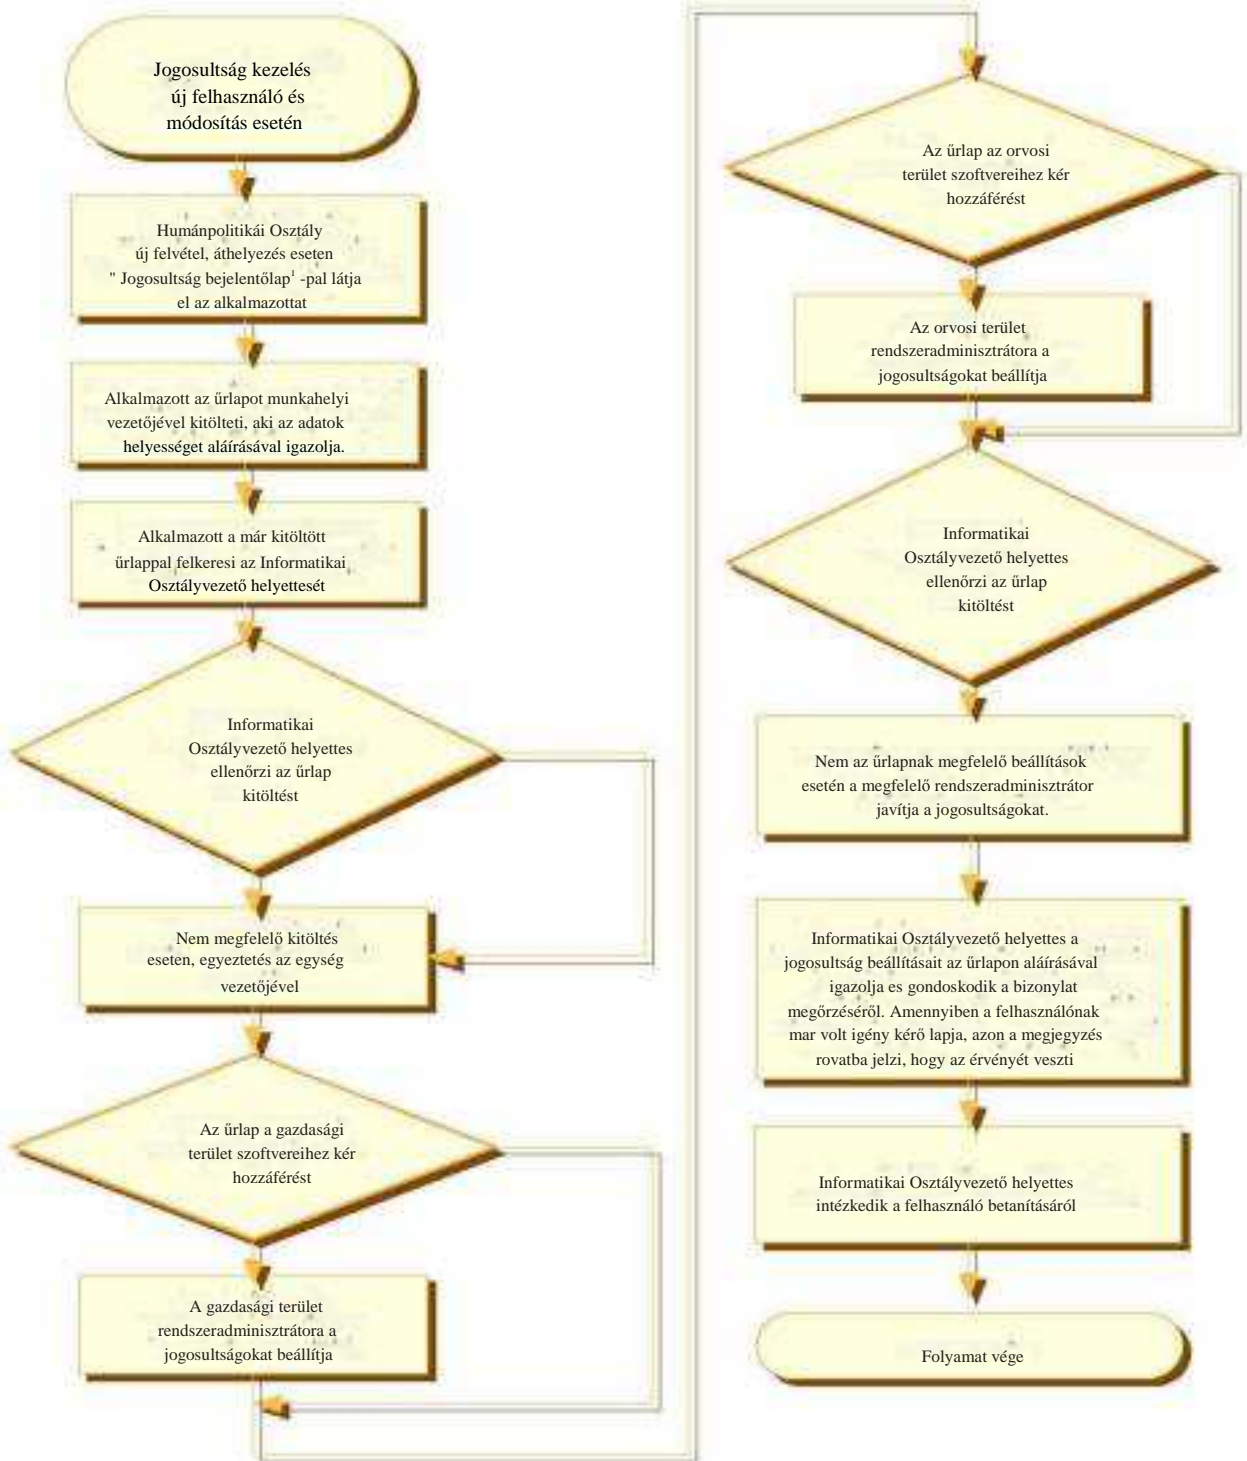 Jogosultság kezelés
új felhasználó és
módosítás esetén
Humánpolitikái Osztály
új felvétel, áthelyezés eseten
" Jogosultság bejelentőlap¹ -pal látja
el az alkalmazottat
Alkalmazott az űrlapot munkahelyi
vezetőjével kitölteti, aki az adatok
helyességet aláírásával igazolja.
Alkalmazott a már kitöltött
űrlappal felkeresi az Informatikai
Osztályvezető helyettesét
Informatikai
Osztályvezető helyettes
ellenőrzi az űrlap
kitöltést
Nem megfelelő kitöltés
eseten, egyeztetés az egység
vezetőjével
Az űrlap a gazdasági
terület szoftvereihez kér
hozzáférést
A gazdasági terület
rendszeradminisztrátora a
jogosultságokat beállítja
Az űrlap az orvosi
terület szoftvereihez kér
hozzáférést
Az orvosi terület
rendszeradminisztrátora a
jogosultságokat beállítja
Informatikai
Osztályvezető helyettes
ellenőrzi az űrlap
kitöltést
Nem az űrlapnak megfelelő beállítások
esetén a megfelelő rendszeradminisztrátor
javítja a jogosultságokat.
Informatikai Osztályvezető helyettes a
jogosultság beállításait az űrlapon aláírásával
igazolja es gondoskodik a bizonylat
megőrzéséről. Amennyiben a felhasználónak
mar volt igény kérő lapja, azon a megjegyzés
rovatba jelzi, hogy az érvényét veszti
Informatikai Osztályvezető helyettes
intézkedik a felhasználó betanításáról
Folyamat vége